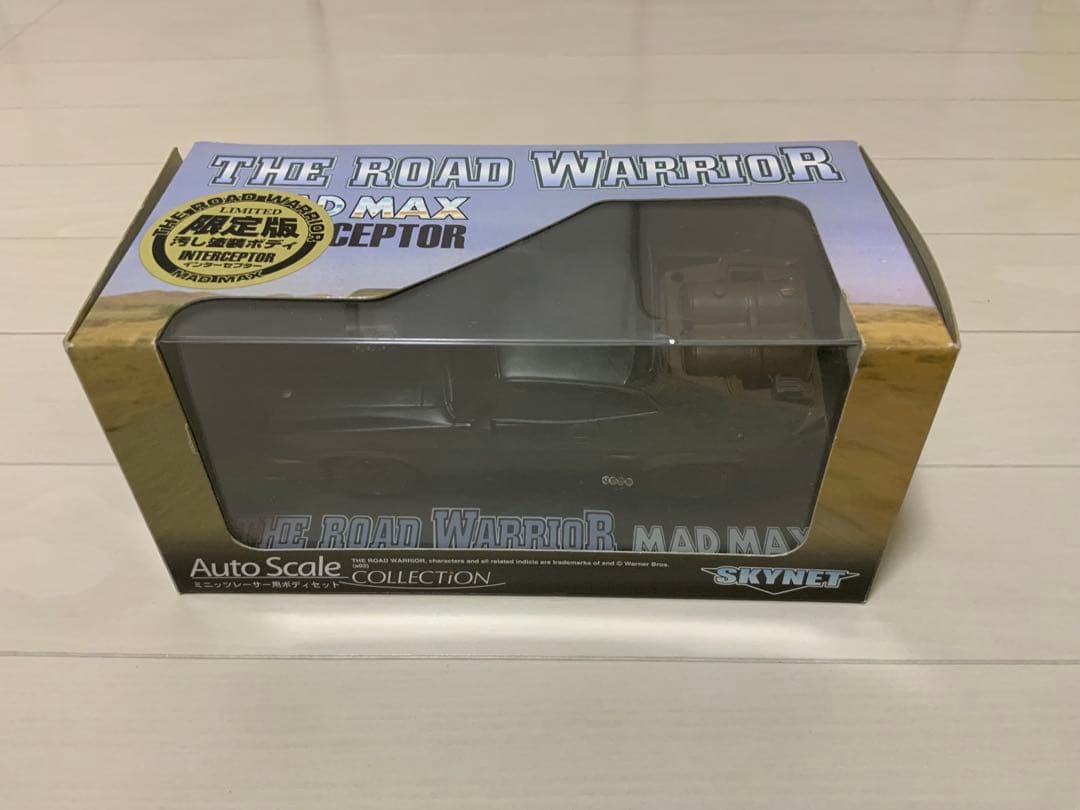 THE ROAD WARRIOR
AD MAX
CEPTOR
THE ROAD WARRIOR
LIMITED
限定版
汚し塗装ボディ
INTERCEPTOR
インターセプター
MAD MAX
THE ROAD WARRIOR MAD MAX
Auto Scale
COLLECTiON
ミニッツレーサー用ボディセット
THE ROAD WARRIOR, characters and all related indicia are trademarks of and © Warner Bros.
(s03)
SKYNET